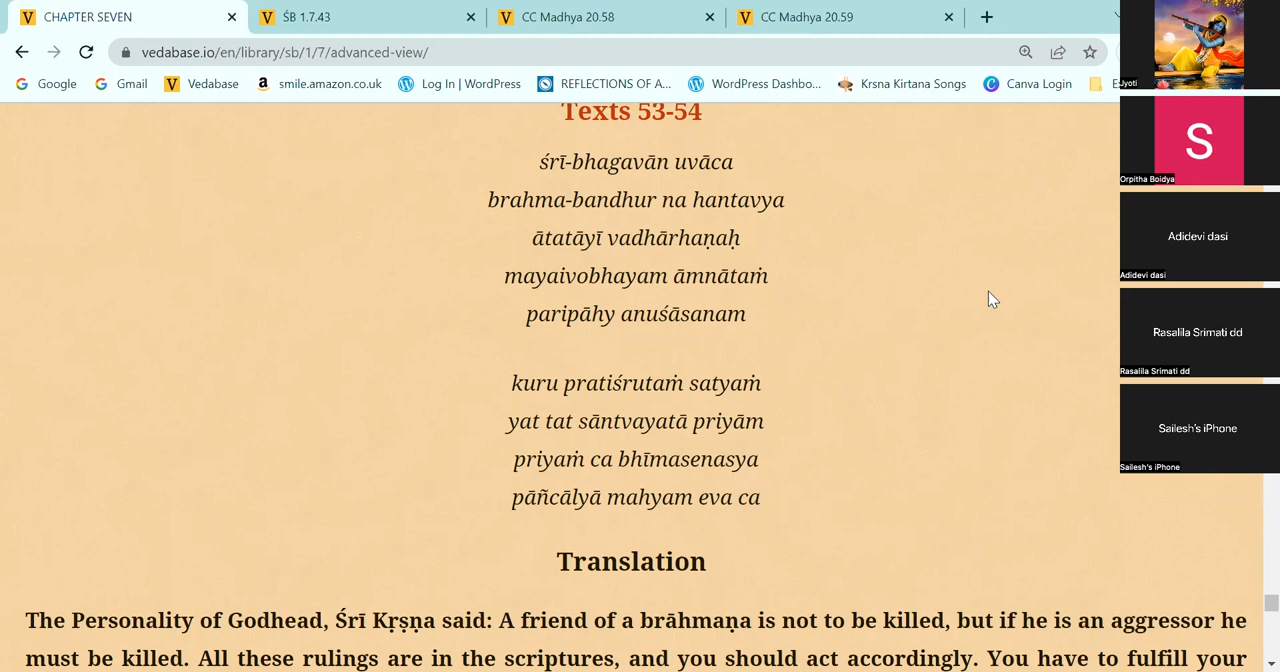 CHAPTER SEVEN
ŚB 1.7.43
CC Madhya 20.58
CC Madhya 20.59
vedabase.io/en/library/sb/1/7/advanced-view/
Google
Gmail
Vedabase
smile.amazon.co.uk
Log In | WordPress
REFLECTIONS OF A...
WordPress Dashbo...
Krsna Kirtana Songs
Canva Login
Jyoti
Texts 53-54
śrī-bhagavān uvāca
brahma-bandhur na hantavya
ātatāyī vadhārhaṇaḥ
mayaivobhayam āmnātaṁ
paripāhy anuśāsanam
kuru pratiśrutaṁ satyaṁ
yat tat sāntvayatā priyām
priyaṁ ca bhīmasenasya
pāñcālyā mahyam eva ca
Translation
The Personality of Godhead, Śrī Kṛṣṇa said: A friend of a brāhmaṇa is not to be killed, but if he is an aggressor he
must be killed. All these rulings are in the scriptures, and you should act accordingly. You have to fulfill your
S
Orpitha Boidya
Adidevi dasi
Adidevi dasi
Rasalila Srimati dd
Rasalila Srimati dd
Sailesh's iPhone
Sailesh's iPhone